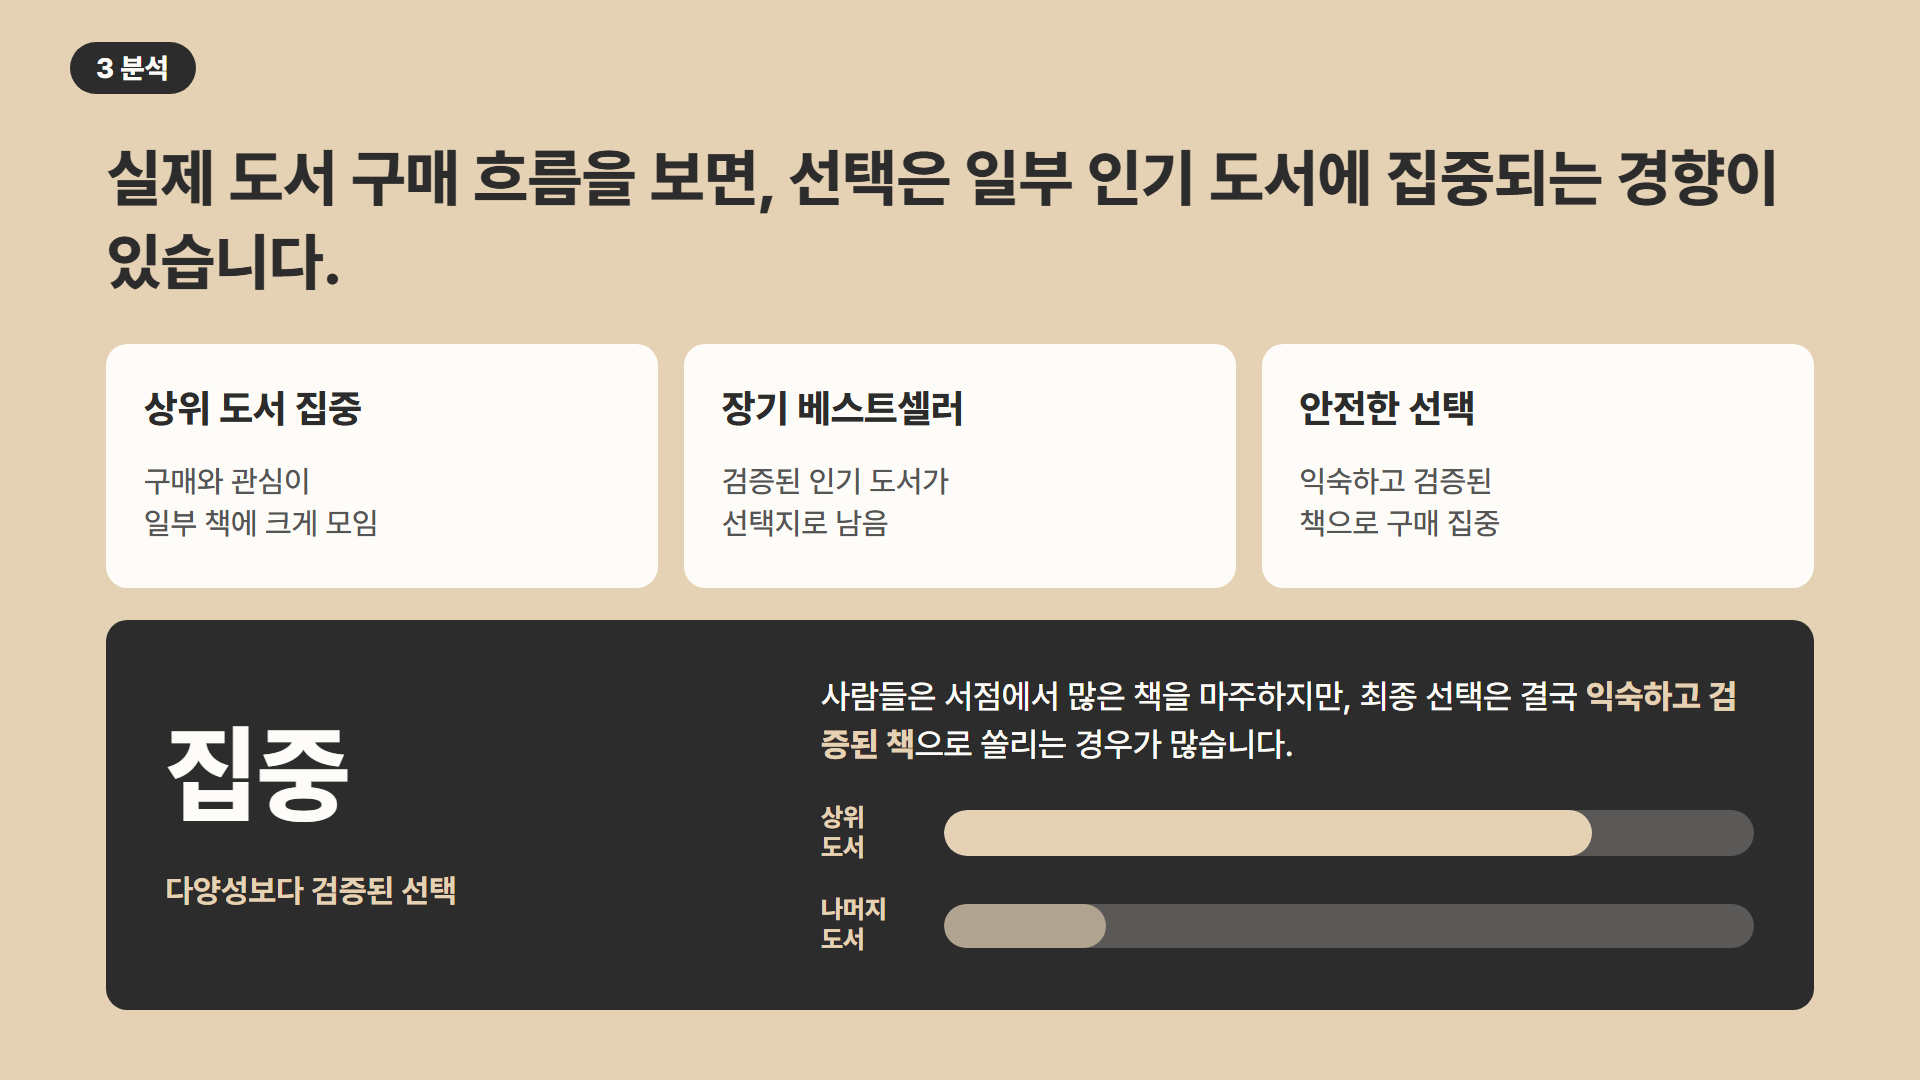 3 분석
실제 도서 구매 흐름을 보면, 선택은 일부 인기 도서에 집중되는 경향이
있습니다.
상위 도서 집중
구매와 관심이
일부 책에 크게 모임
장기 베스트셀러
검증된 인기 도서가
선택지로 남음
안전한 선택
익숙하고 검증된
책으로 구매 집중
집중
다양성보다 검증된 선택
사람들은 서점에서 많은 책을 마주하지만, 최종 선택은 결국 익숙하고 검
증된 책으로 쏠리는 경우가 많습니다.
상위
도서
나머지
도서